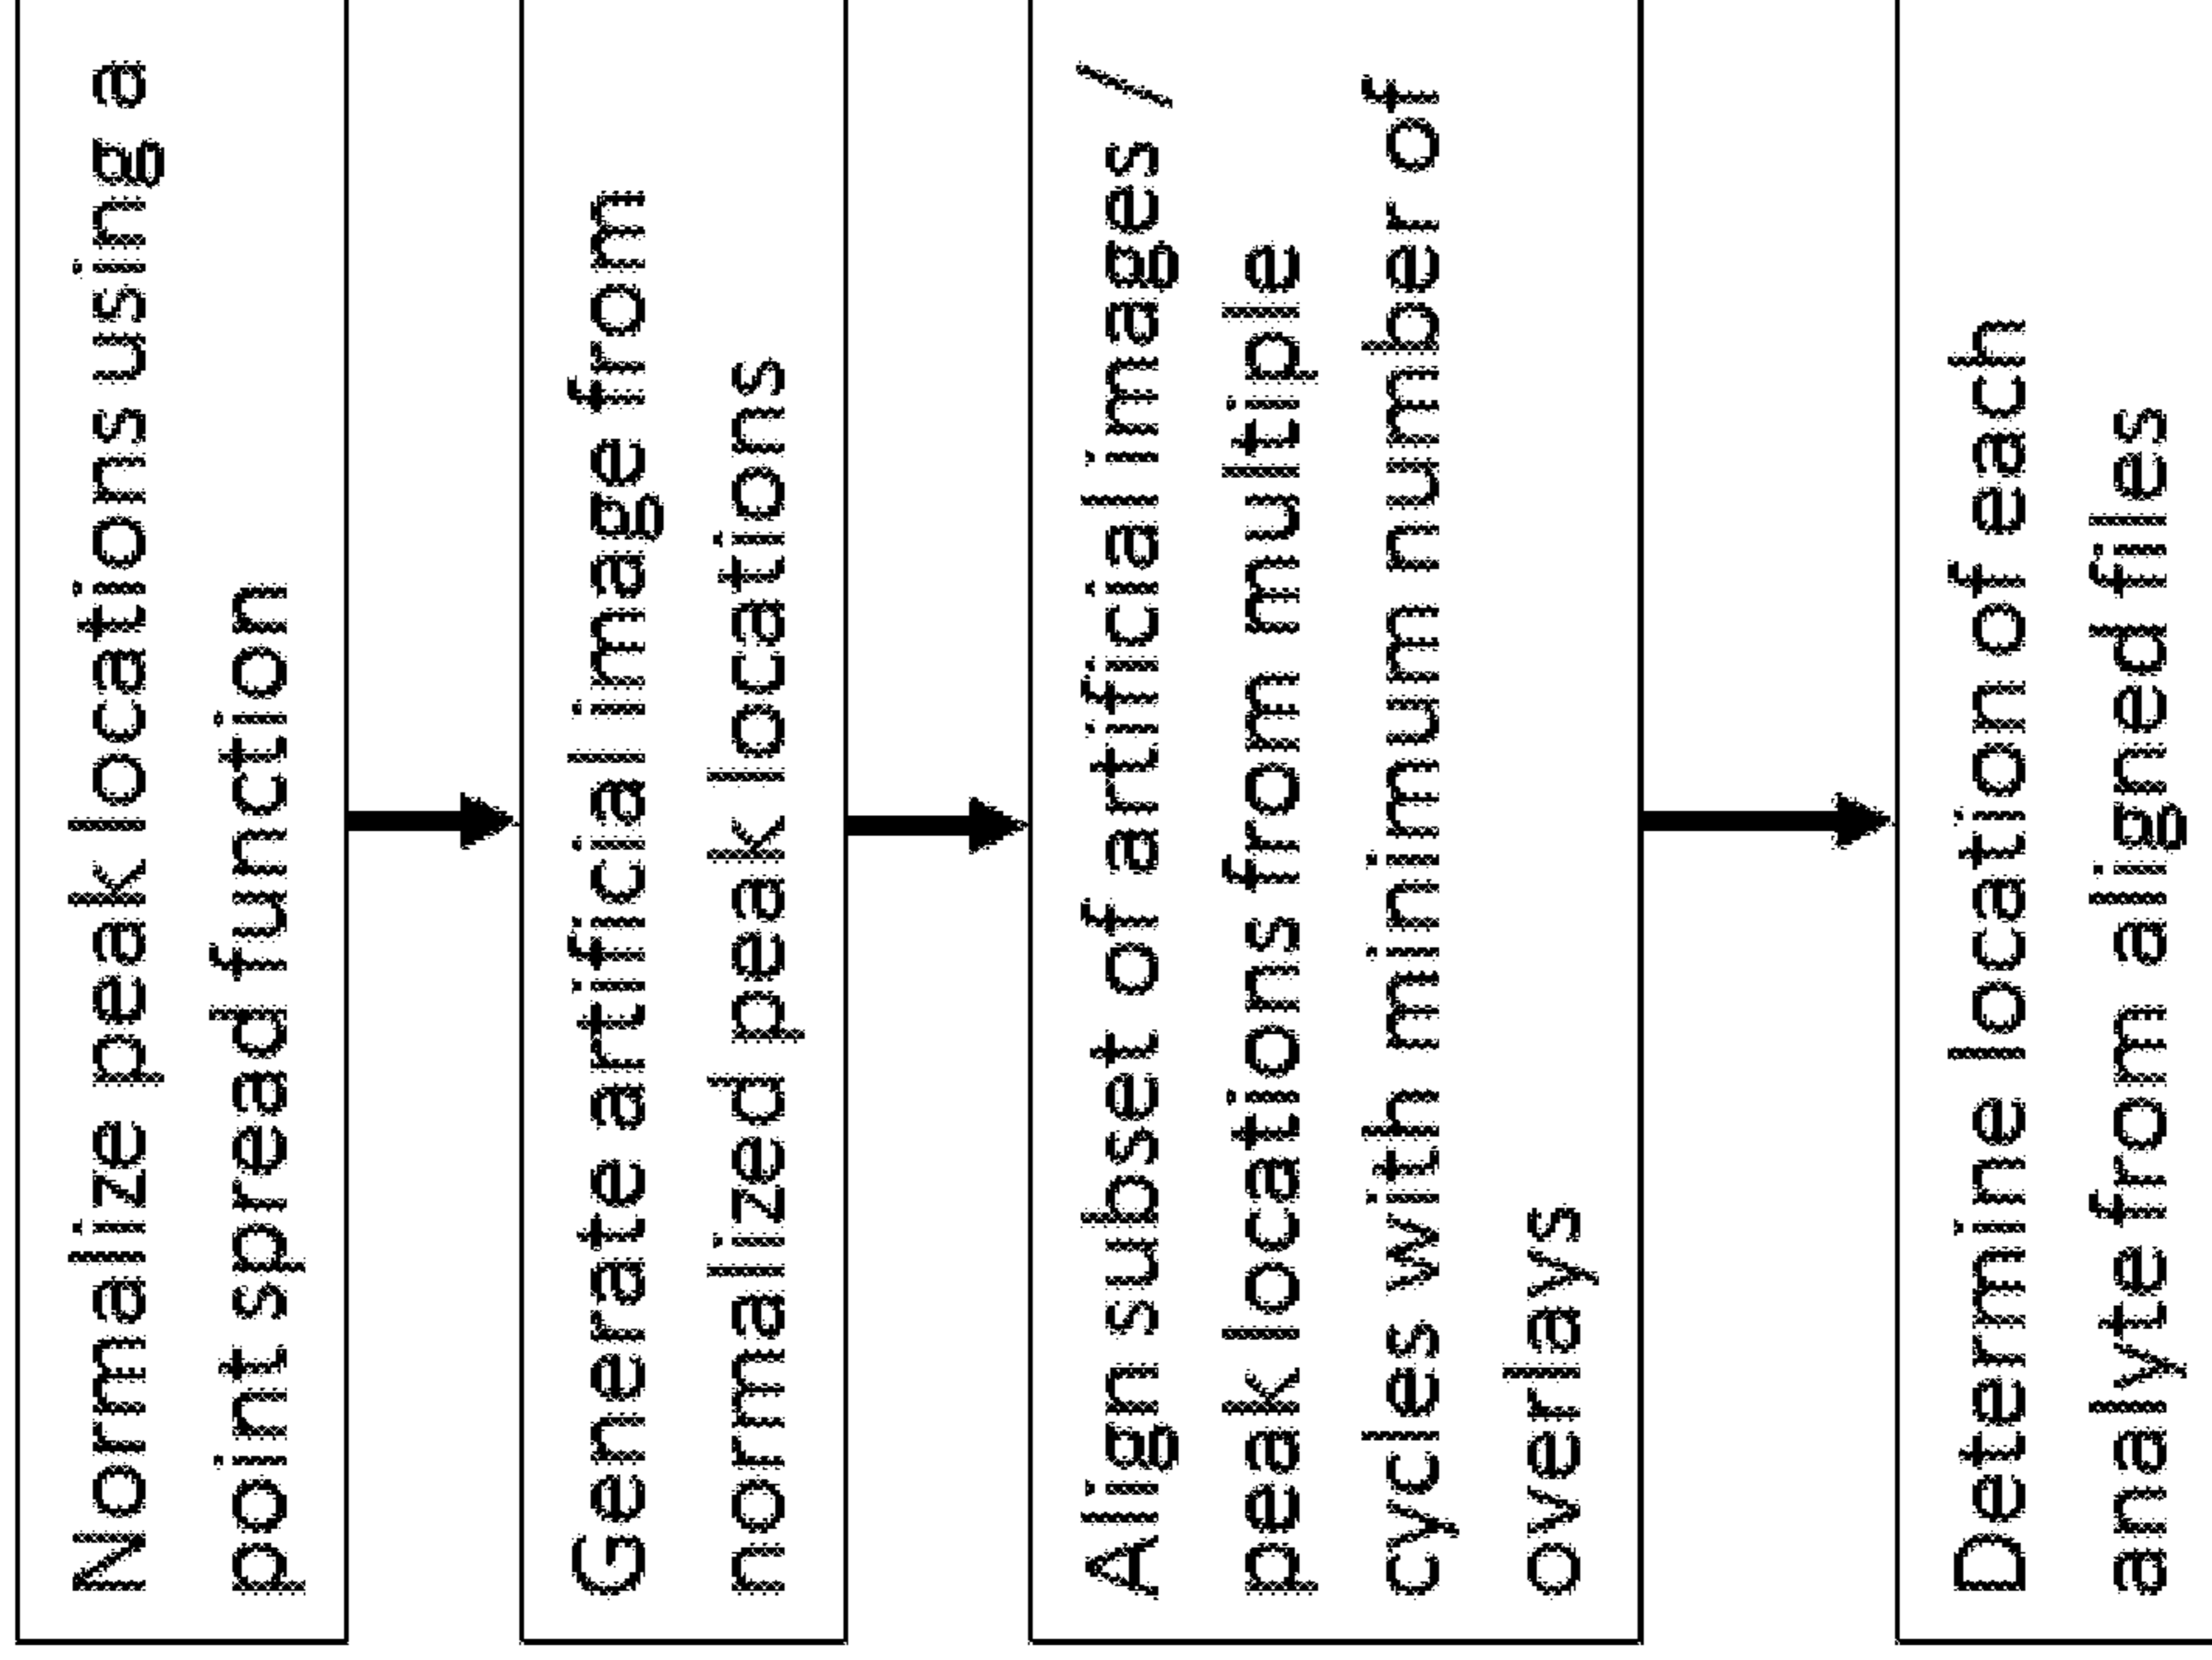 Normalize peak locations using a
point spread function
Generate artificial image from
normalized peak locations
Align subset of artificial images /
peak locations from multiple
cycles with minimum number of
overlays
Determine location of each
analyte from aligned files